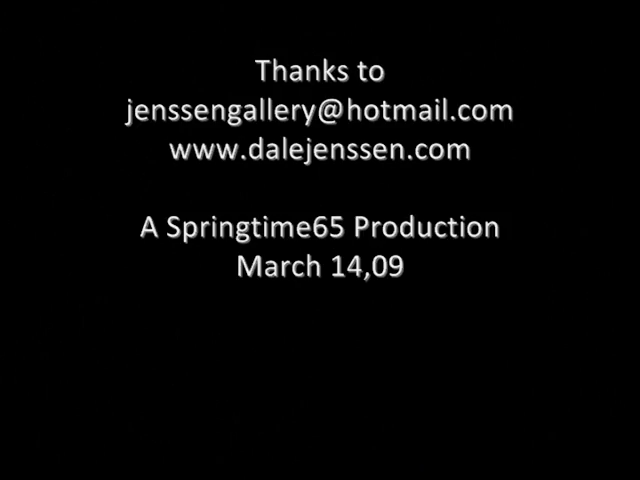 Thanks to
jenssengallery@hotmail.com
www.dalejenssen.com
A Springtime65 Production
March 14,09